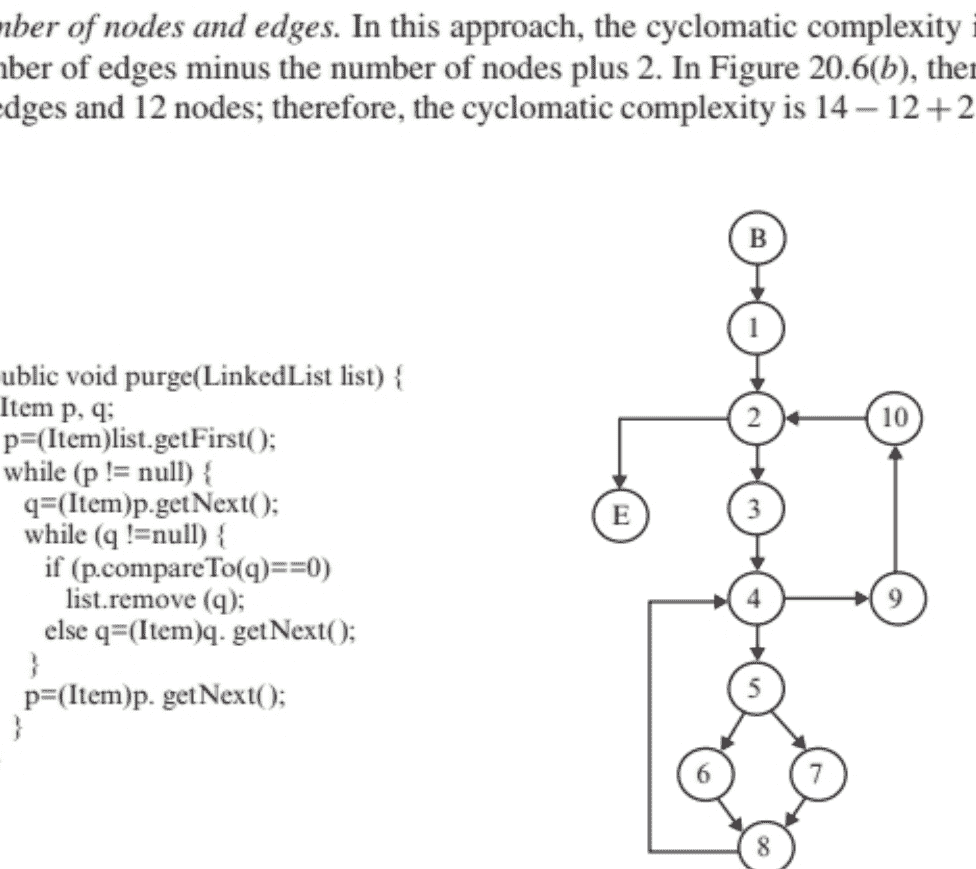 nber of nodes and edges. In this approach, the cyclomatic complexity i
nber of edges minus the number of nodes plus 2. In Figure 20.6(b), ther
edges and 12 nodes; therefore, the cyclomatic complexity is 14 – 12 + 2
B
1
ublic void purge(LinkedList list) {
Item p, q;
p=(Item)list.getFirst();
while (p != null) {
q=(Item)p.getNext();
while (q !=null) {
if (p.compareTo(q)==0)
list.remove (q);
else q=(Item)q. getNext();
}
p=(Item)p. getNext();
}
2
10
E
3
4
9
5
6
7
8